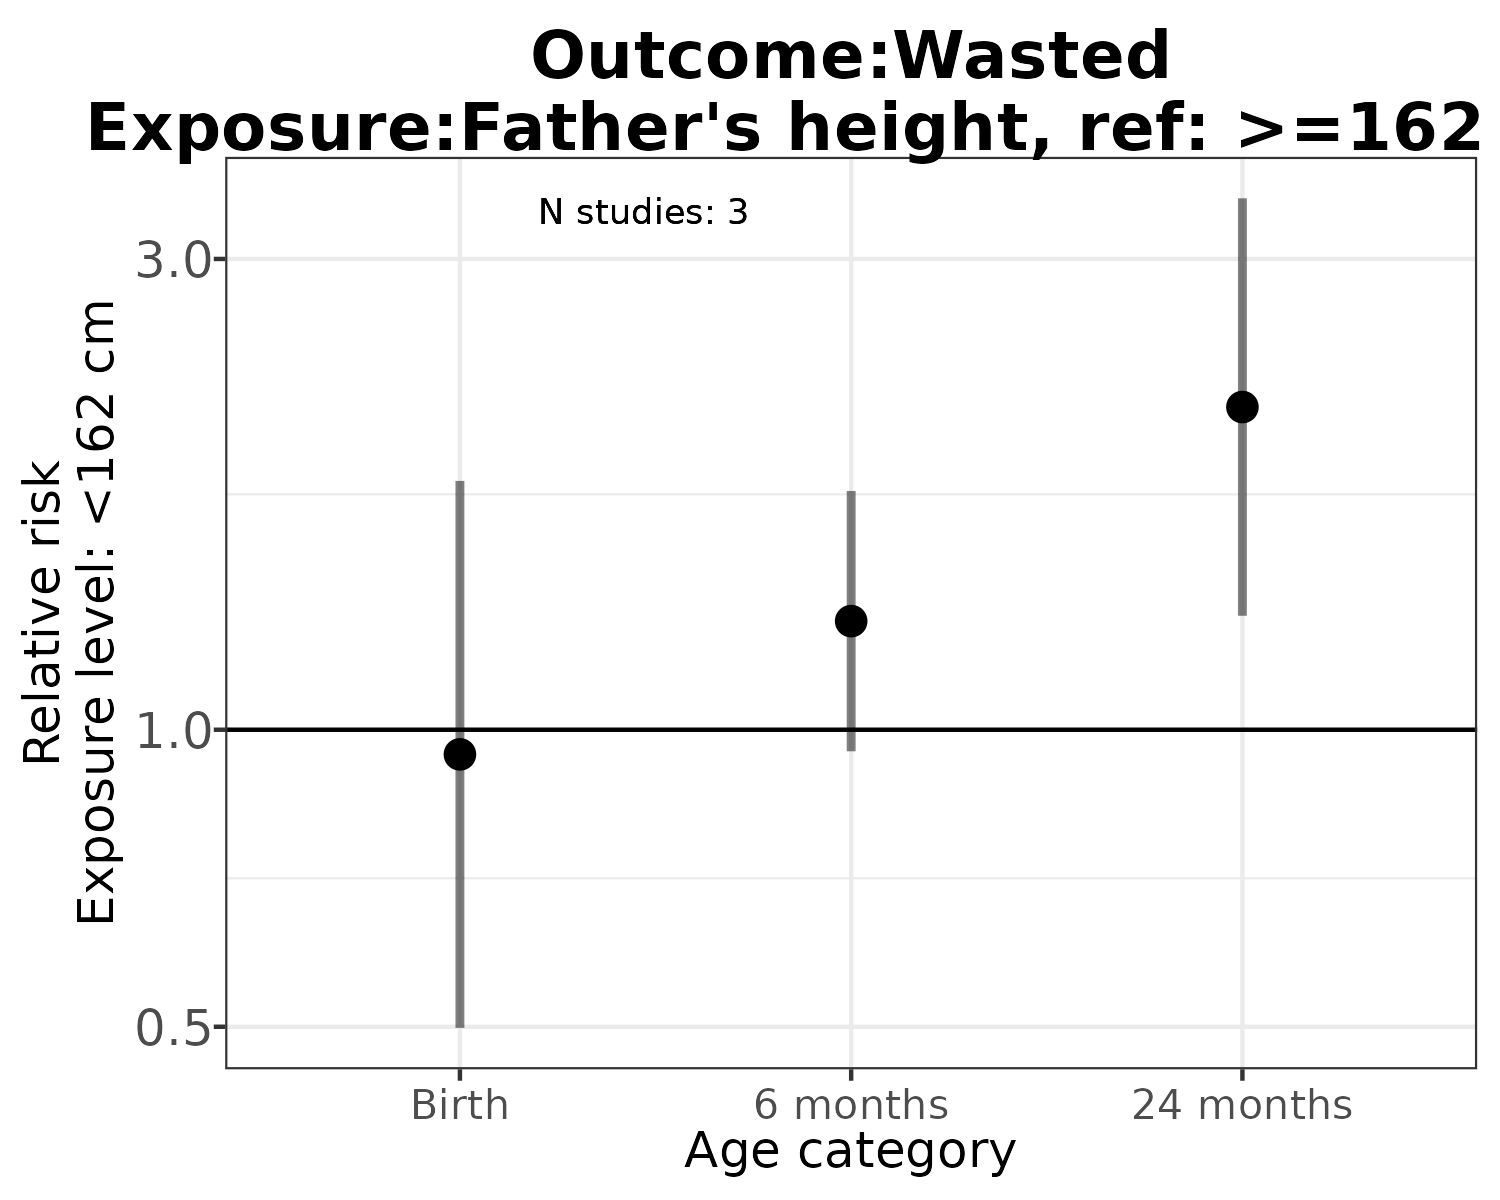 Outcome:Wasted
Exposure:Father's height, ref: >=162
N studies: 3
Relative risk
Exposure level: <162 cm
3.0
1.0
0.5
Birth
6 months
24 months
Age category